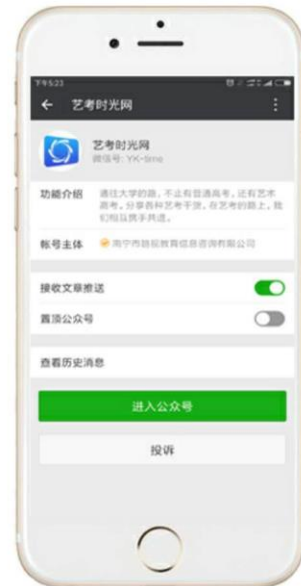 下午5:23
艺考时光网
艺考时光网
微信号: YK-time
功能介绍
通往大学的路，不止有普通高考，还有艺术
高考。分享各种艺考干货，在艺考的路上，我
们相互携手共进。
帐号主体
南宁市 教育信息咨询有限公司
接收文章推送
置顶公众号
查看历史消息
进入公众号
投诉